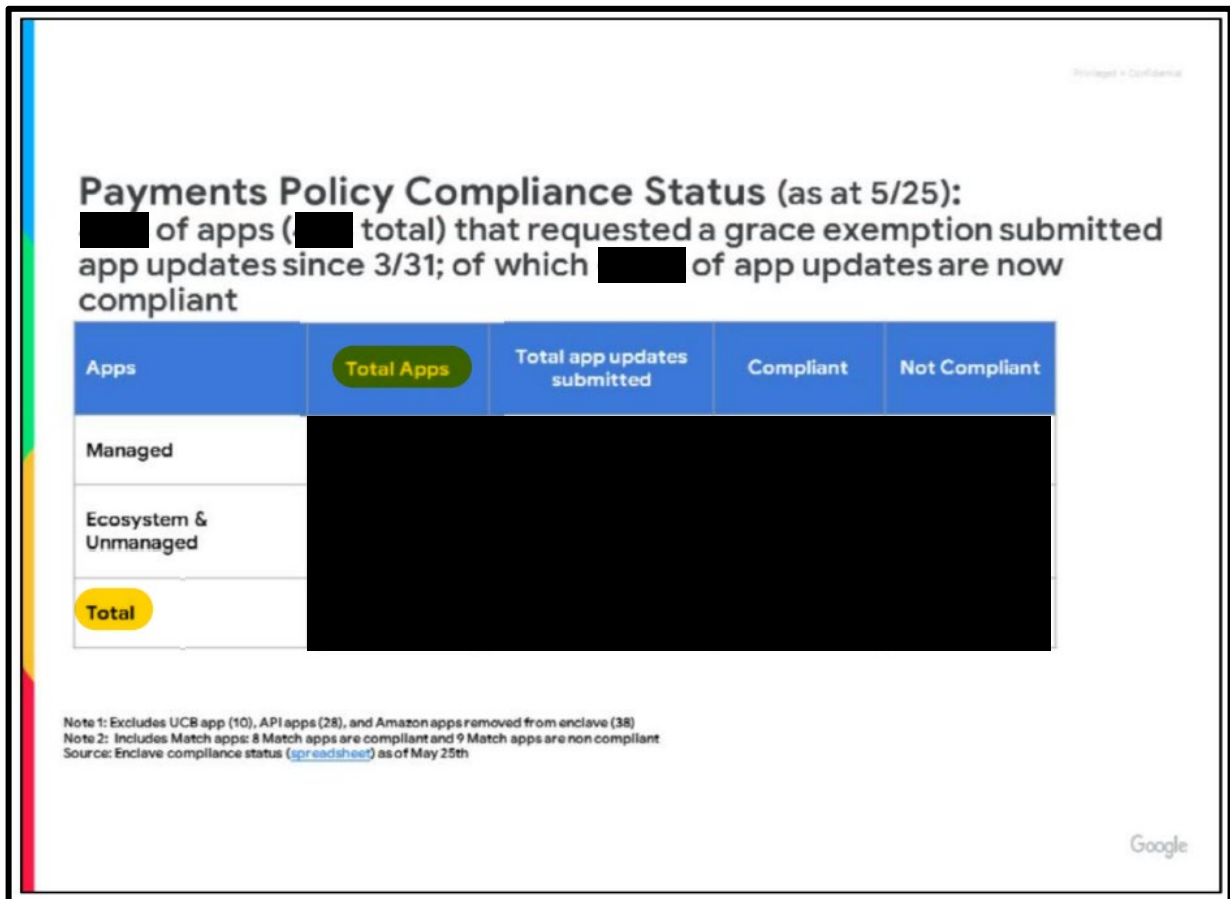 Privileged + Confidential
Payments Policy Compliance Status (as at 5/25):
of apps ( total) that requested a grace exemption submitted
app updates since 3/31; of which of app updates are now
compliant
Apps Total Apps Total app updates submitted Compliant Not Compliant
Managed
Ecosystem &
Unmanaged
Total
Note 1: Excludes UCB app (10), API apps (28), and Amazon apps removed from enclave (38)
Note 2: Includes Match apps: 8 Match apps are compliant and 9 Match apps are non compliant
Source: Enclave compliance status (spreadsheet) as of May 25th
Google